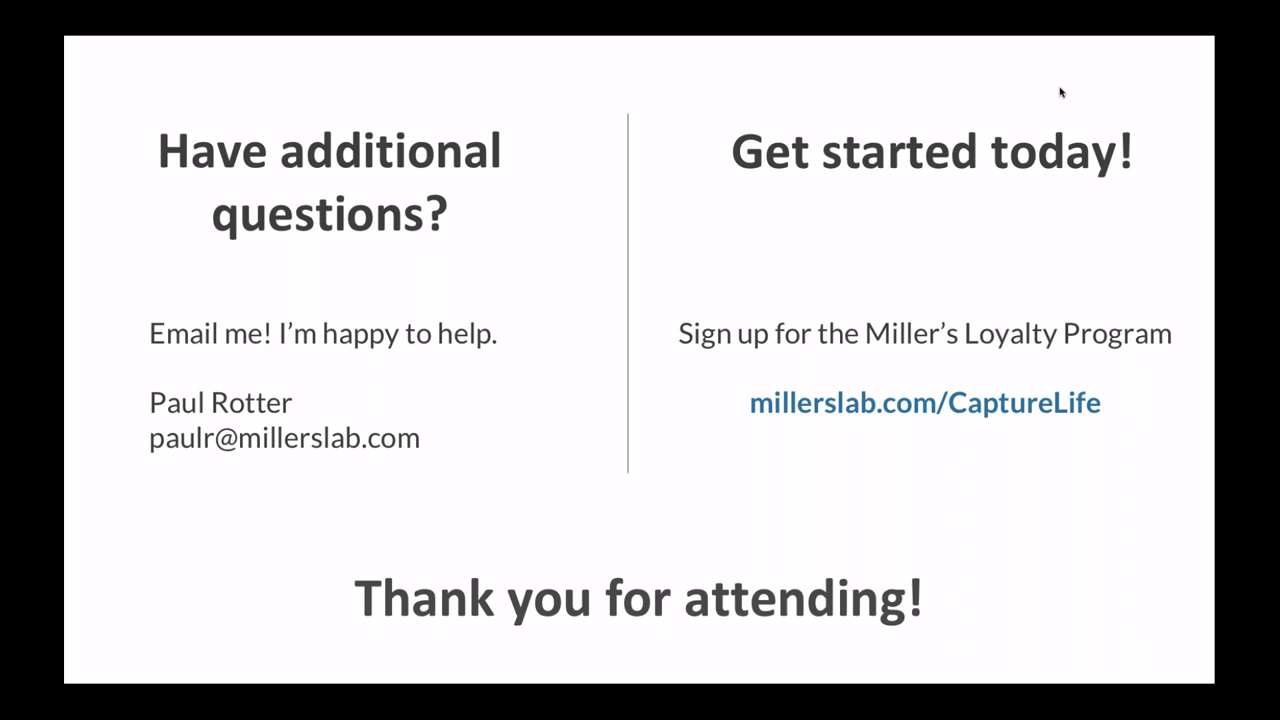 Have additional
questions?
Email me! I’m happy to help.
Paul Rotter
paulr@millerslab.com
Get started today!
Sign up for the Miller’s Loyalty Program
millerslab.com/CaptureLife
Thank you for attending!